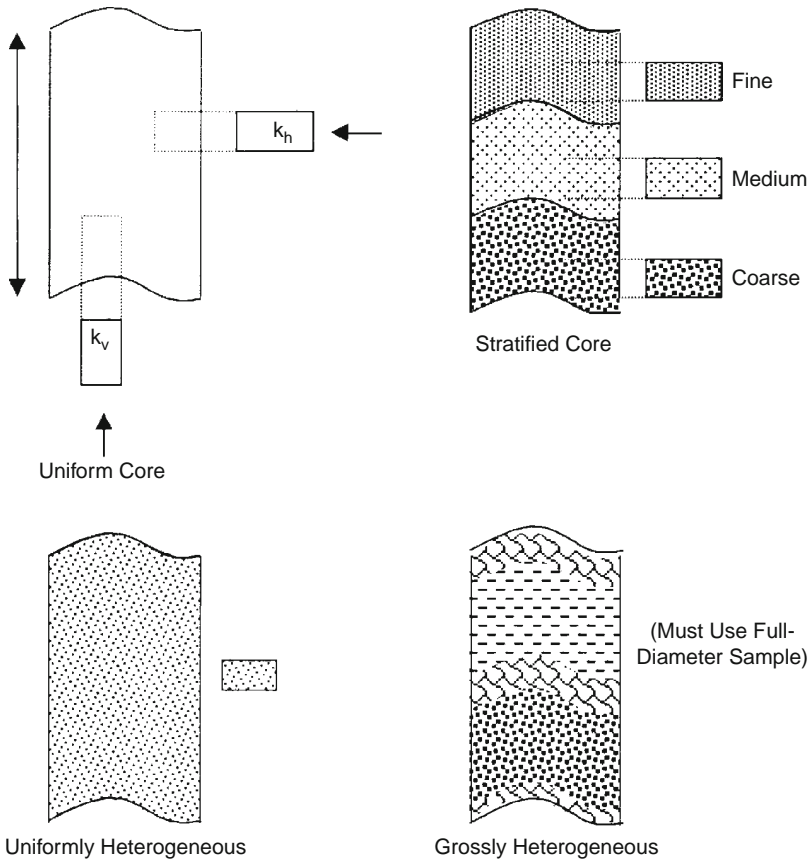 k_h
k_v
Uniform Core
Fine
Medium
Coarse
Stratified Core
Uniformly Heterogeneous
(Must Use Full-
Diameter Sample)
Grossly Heterogeneous